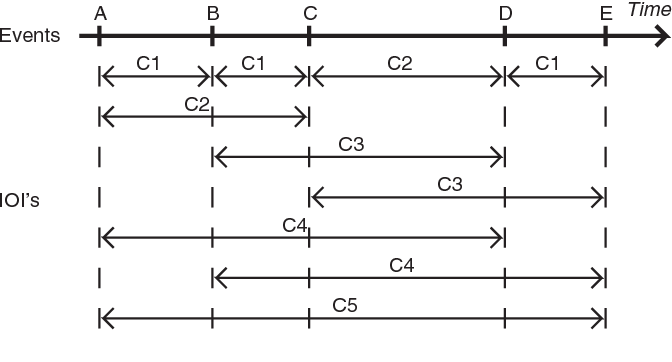 A B C D E Time
Events
C1 C1 C2 C1
C2
C3
C3
IOI's
C4
C4
C5